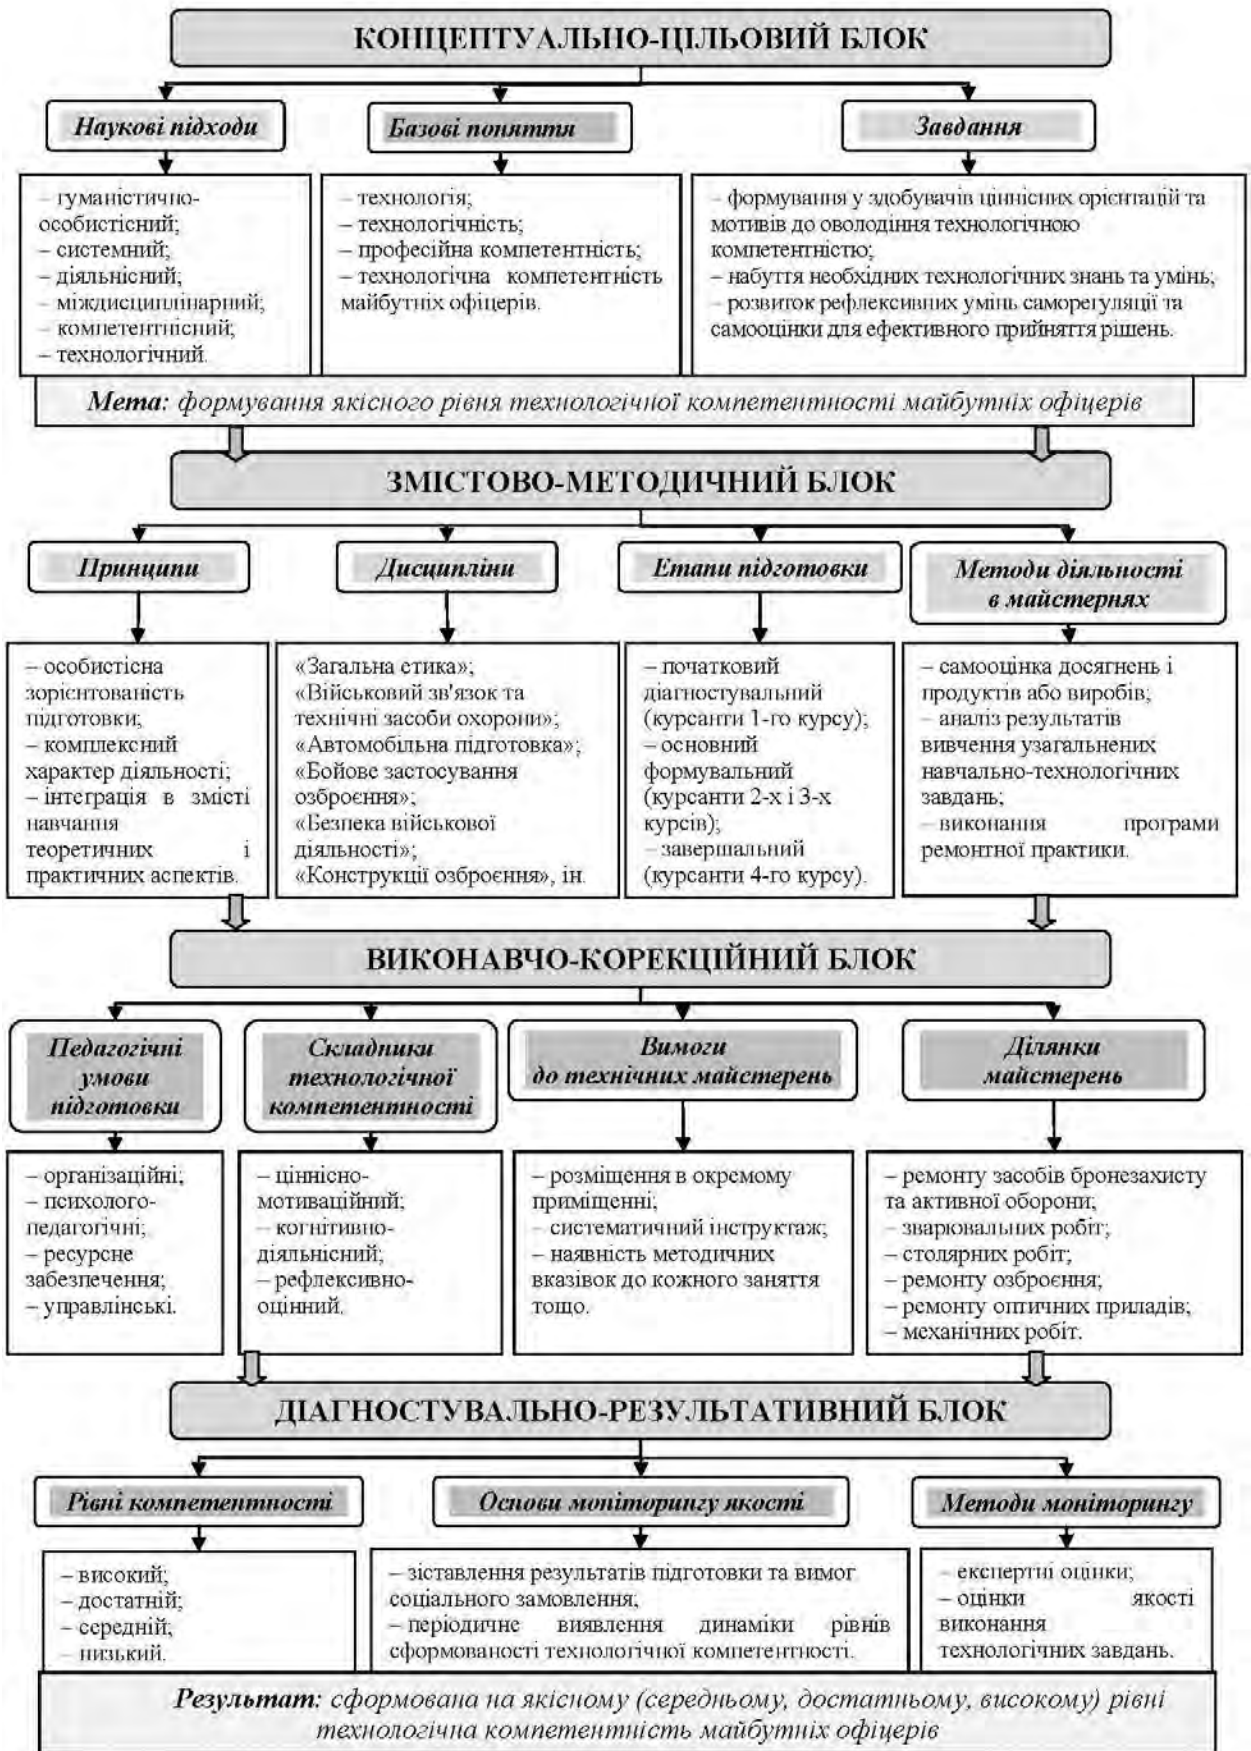 КОНЦЕПТУАЛЬНО-ЦІЛЬОВИЙ БЛОК
Наукові підходи
Базові поняття
Завдання
– гуманістично-
особистісний;
– системний;
– діяльнісний;
– міждисциплінарний;
– компетентнісний;
– технологічний.
– технологія;
– технологічність;
– професійна компетентність;
– технологічна компетентність
майбутніх офіцерів.
– формування у здобувачів ціннісних орієнтацій та
мотивів до оволодіння технологічною
компетентністю;
– набуття необхідних технологічних знань та умінь;
– розвиток рефлексивних умінь саморегуляції та
самооцінки для ефективного прийняття рішень.
Мета: формування якісного рівня технологічної компетентності майбутніх офіцерів
ЗМІСТОВО-МЕТОДИЧНИЙ БЛОК
Принципи
Дисципліни
Етапи підготовки
Методи діяльності
в майстернях
– особистісна
зорієнтованість
підготовки;
– комплексний
характер діяльності;
– інтеграція в змісті
навчання
теоретичних і
практичних аспектів.
«Загальна етика»;
«Військовий зв'язок та
технічні засоби охорони»;
«Автомобільна підготовка»;
«Бойове застосування
озброєння»;
«Безпека військової
діяльності»;
«Конструкції озброєння», ін.
– початковий
діагностувальний
(курсанти 1-го курсу);
– основний
формувальний
(курсанти 2-х і 3-х
курсів);
– завершальний
(курсанти 4-го курсу).
– самооцінка досягнень і
продуктів або виробів;
– аналіз результатів
вивчення узагальнених
навчально-технологічних
завдань;
– виконання програми
ремонтної практики.
ВИКОНАВЧО-КОРЕКЦІЙНИЙ БЛОК
Педагогічні
умови
підготовки
Складники
технологічної
компетентності
Вимоги
до технічних майстерень
Ділянки
майстерень
– організаційні;
– психолого-
педагогічні;
– ресурсне
забезпечення;
– управлінські.
– ціннісно-
мотиваційний;
– когнітивно-
діяльнісний;
– рефлексивно-
оцінний.
– розміщення в окремому
приміщенні;
– систематичний інструктаж;
– наявність методичних
вказівок до кожного заняття
тощо.
– ремонту засобів бронезахисту
та активної оборони;
– зварювальних робіт;
– столярних робіт;
– ремонту озброєння;
– ремонту оптичних приладів;
– механічних робіт.
ДІАГНОСТУВАЛЬНО-РЕЗУЛЬТАТИВНИЙ БЛОК
Рівні компетентності
Основи моніторингу якості
Методи моніторингу
– високий;
– достатній;
– середній;
– низький.
– зіставлення результатів підготовки та вимог
соціального замовлення;
– періодичне виявлення динаміки рівнів
сформованості технологічної компетентності.
– експертні оцінки;
– оцінки якості
виконання
технологічних завдань.
Результат: сформована на якісному (середньому, достатньому, високому) рівні
технологічна компетентність майбутніх офіцерів